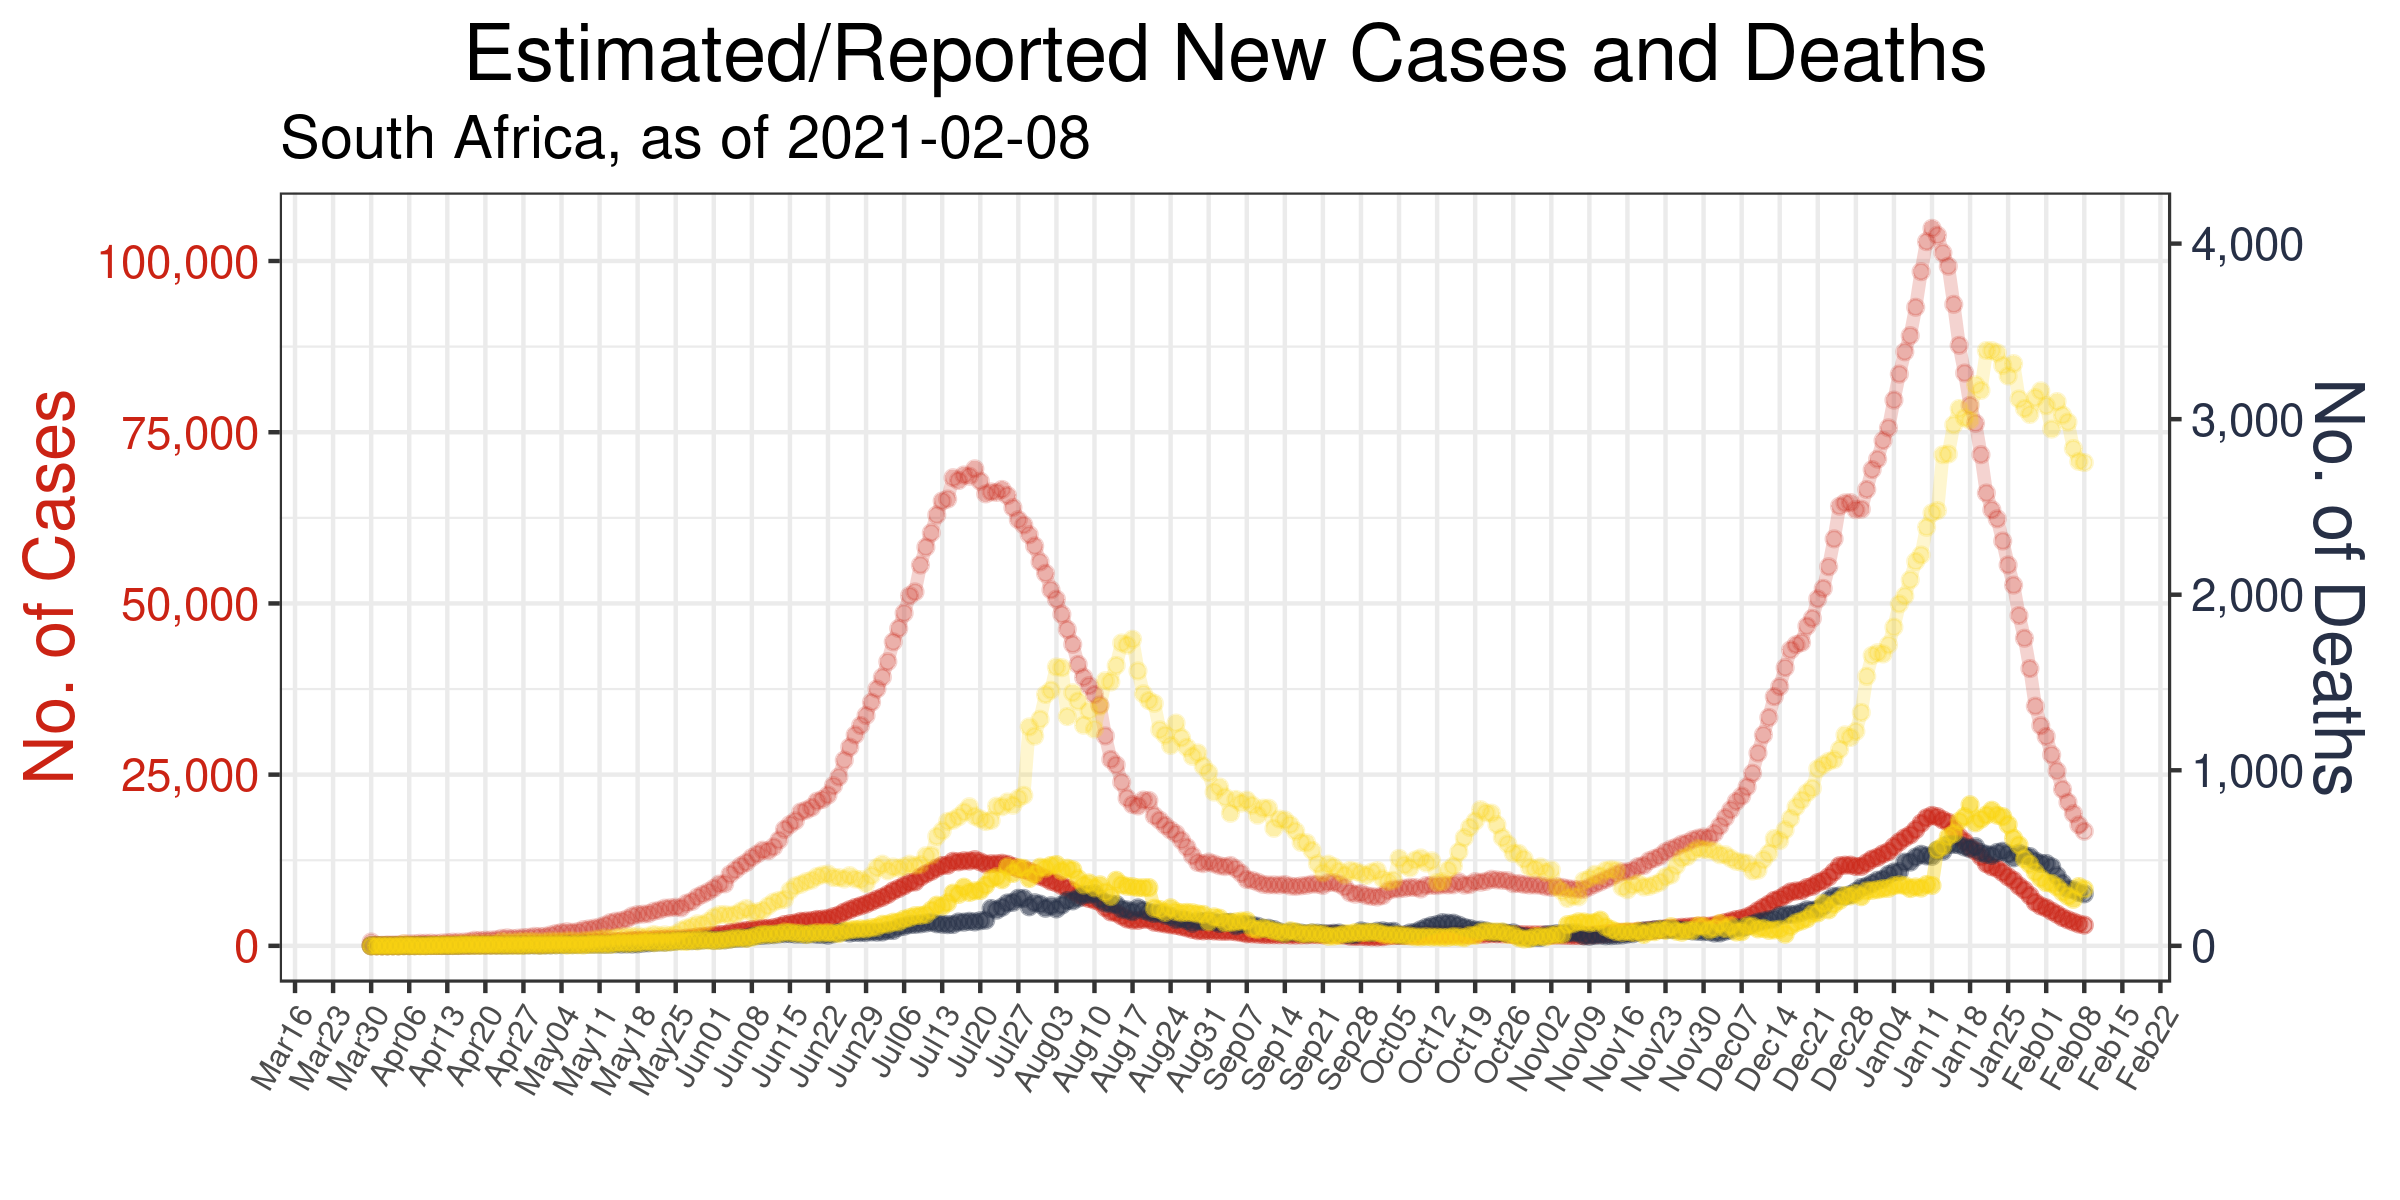 Estimated/Reported New Cases and Deaths
South Africa, as of 2021-02-08
No. of Cases
100,000
75,000
50,000
25,000
0
4,000
3,000
2,000
1,000
0
No. of Deaths
Mar16
Mar23
Mar30
Apr06
Apr13
Apr20
Apr27
May04
May11
May18
May25
Jun01
Jun08
Jun15
Jun22
Jun29
Jul06
Jul13
Jul20
Jul27
Aug03
Aug10
Aug17
Aug24
Aug31
Sep07
Sep14
Sep21
Sep28
Oct05
Oct12
Oct19
Oct26
Nov02
Nov09
Nov16
Nov23
Nov30
Dec07
Dec14
Dec21
Dec28
Jan04
Jan11
Jan18
Jan25
Feb01
Feb08
Feb15
Feb22